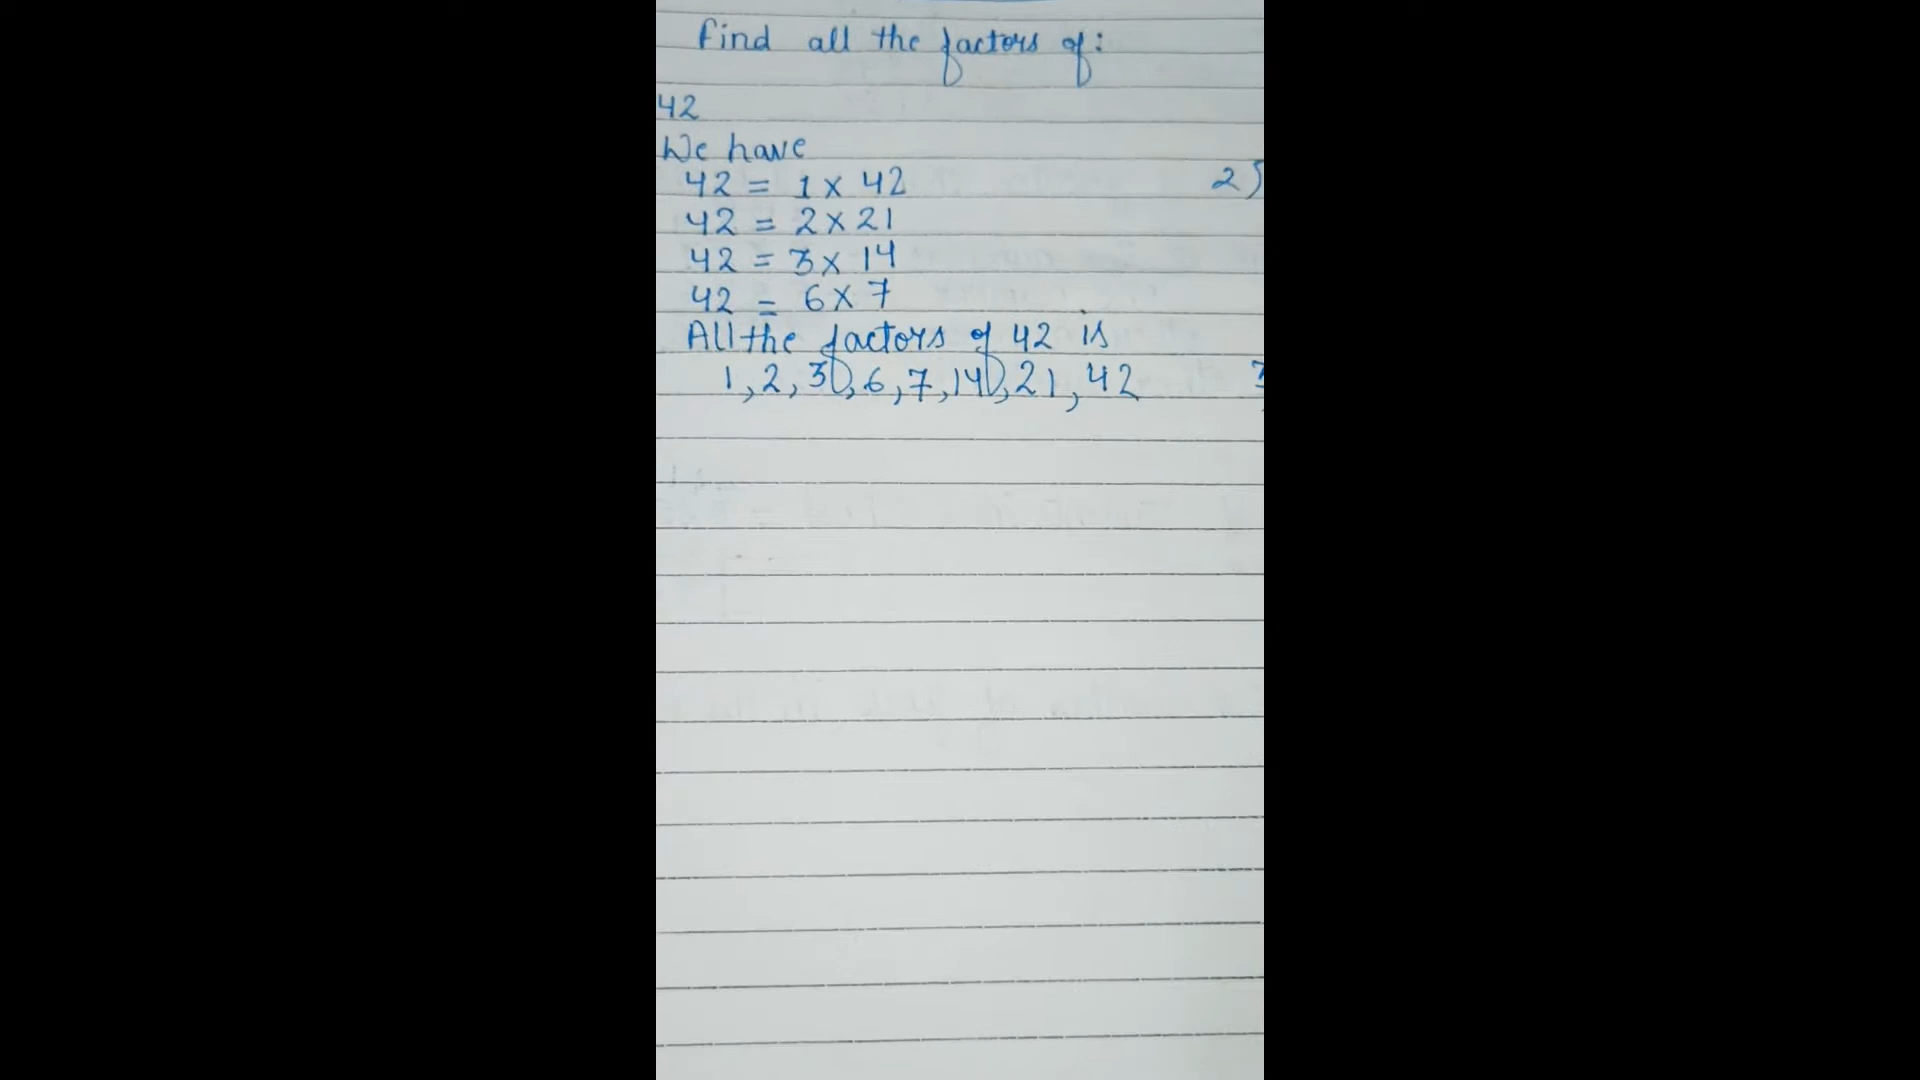 Find all the factors of:
42
We have
42 = 1 x 42
2)
42 = 2 x 21
42 = 3 x 14
42 = 6 x 7
All the factors of 42 is
1, 2, 3, 6, 7, 14, 21, 42